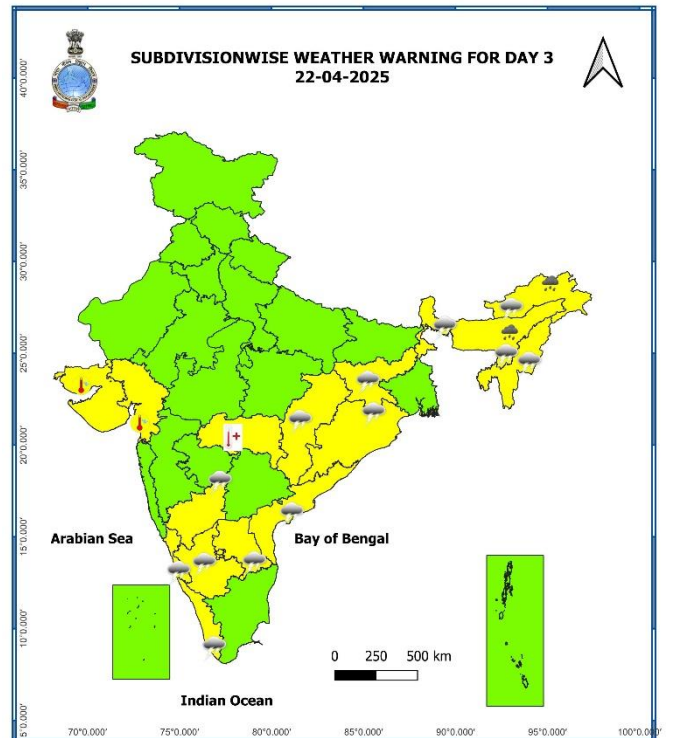 SUBDIVISIONWISE WEATHER WARNING FOR DAY 3
22-04-2025
40°0.000'
35°0.000'
30°0.000'
25°0.000'
20°0.000'
15°0.000'
10°0.000'
5°0.000'
Arabian Sea
Bay of Bengal
0 250 500 km
Indian Ocean
70°0.000' 75°0.000' 80°0.000' 85°0.000' 90°0.000' 95°0.000' 100°0.000'